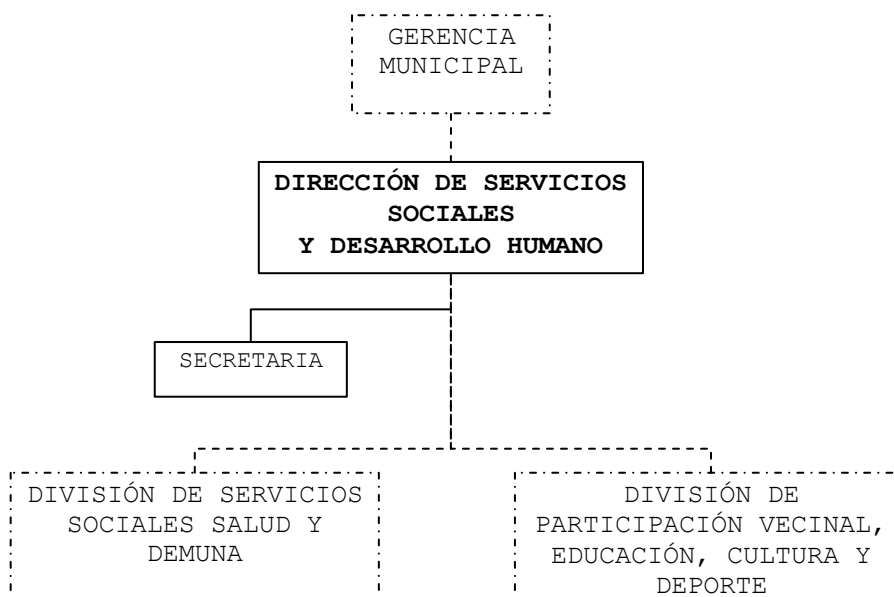 GERENCIA
MUNICIPAL
DIRECCIÓN DE SERVICIOS
SOCIALES
Y DESARROLLO HUMANO
SECRETARIA
DIVISIÓN DE SERVICIOS
SOCIALES SALUD Y
DEMUNA
DIVISIÓN DE
PARTICIPACIÓN VECINAL,
EDUCACIÓN, CULTURA Y
DEPORTE